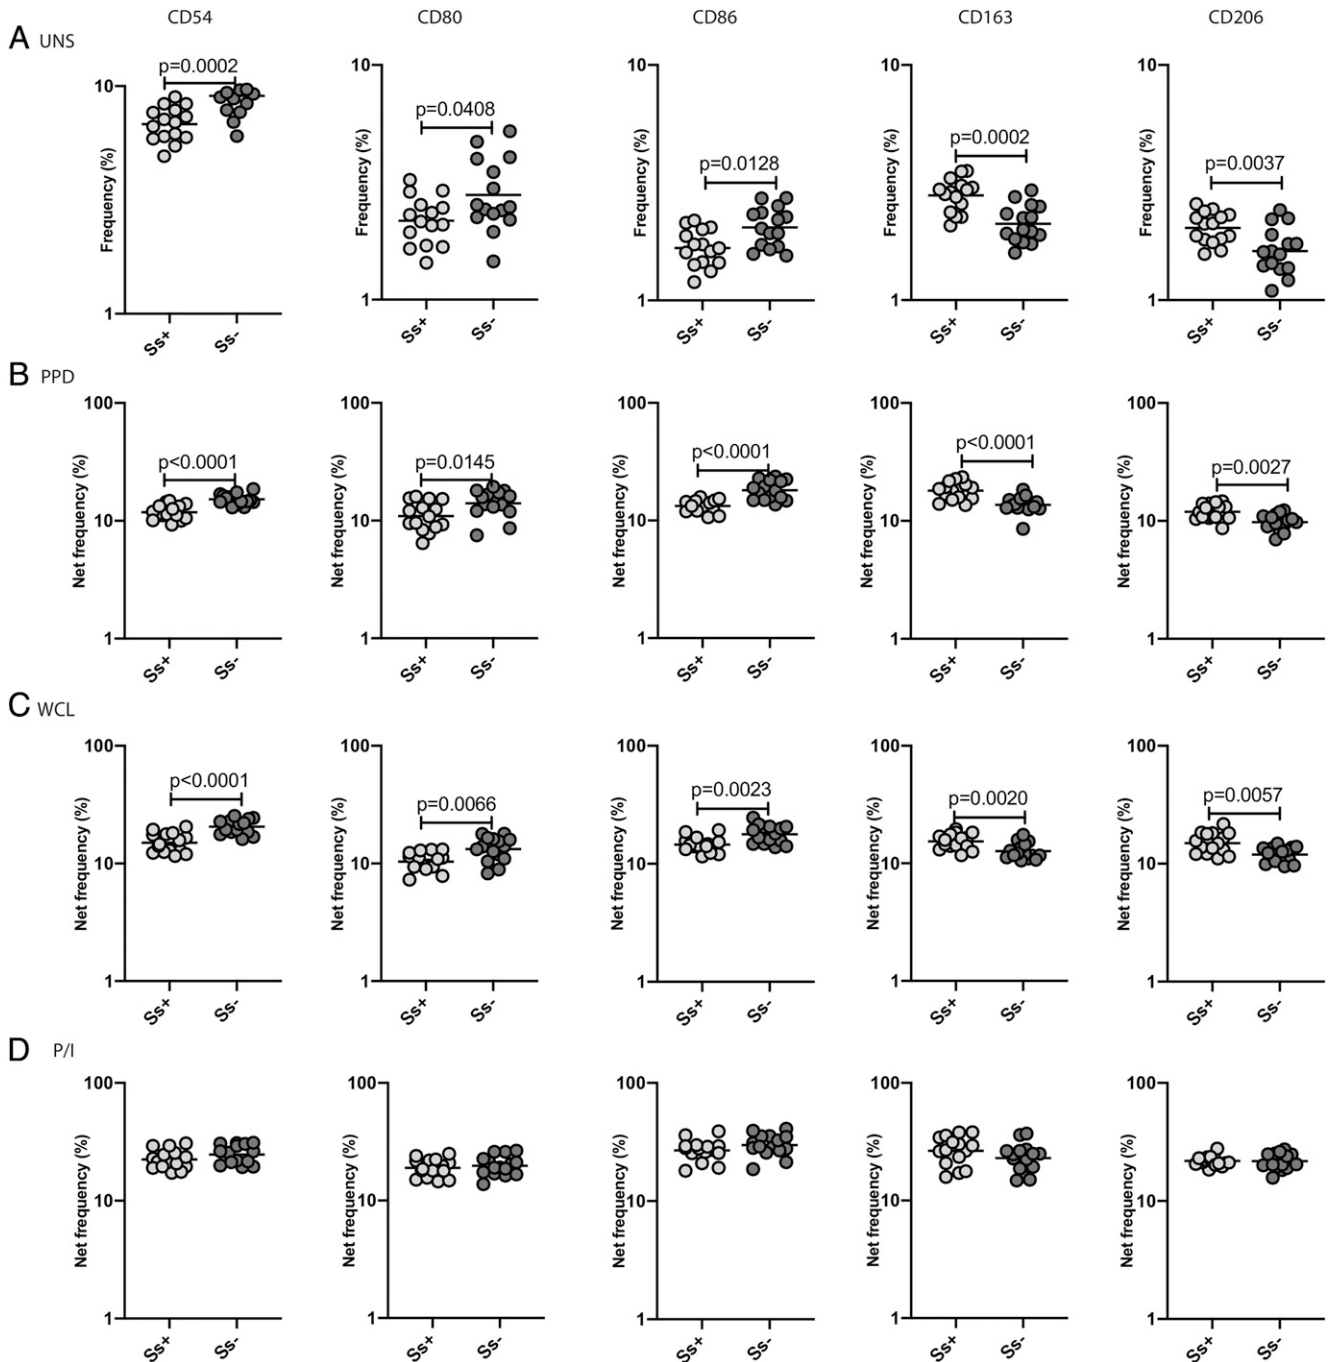 CD54 CD80 CD86 CD163 CD206
A UNS
p=0.0002 p=0.0408 p=0.0128 p=0.0002 p=0.0037
10 10 10 10 10
Frequency (%) Frequency (%) Frequency (%) Frequency (%) Frequency (%)
1 1 1 1 1
Ss+ Ss- Ss+ Ss- Ss+ Ss- Ss+ Ss- Ss+ Ss-
B PPD
100 100 100 100 100
p<0.0001 p=0.0145 p<0.0001 p<0.0001 p=0.0027
10 10 10 10 10
Net frequency (%) Net frequency (%) Net frequency (%) Net frequency (%) Net frequency (%)
1 1 1 1 1
Ss+ Ss- Ss+ Ss- Ss+ Ss- Ss+ Ss- Ss+ Ss-
C WCL
100 100 100 100 100
p<0.0001 p=0.0066 p=0.0023 p=0.0020 p=0.0057
10 10 10 10 10
Net frequency (%) Net frequency (%) Net frequency (%) Net frequency (%) Net frequency (%)
1 1 1 1 1
Ss+ Ss- Ss+ Ss- Ss+ Ss- Ss+ Ss- Ss+ Ss-
D P/I
100 100 100 100 100
10 10 10 10 10
Net frequency (%) Net frequency (%) Net frequency (%) Net frequency (%) Net frequency (%)
1 1 1 1 1
Ss+ Ss- Ss+ Ss- Ss+ Ss- Ss+ Ss- Ss+ Ss-